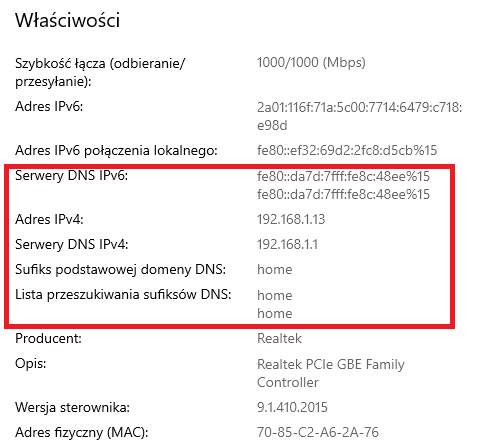 Właściwości
Szybkość łącza (odbieranie/ 1000/1000 (Mbps)
przesyłanie):
Adres IPv6: 2a01:116f:71a:5c00:7714:6479:c718:
e98d
Adres IPv6 połączenia lokalnego: fe80::ef32:69d2:2fc8:d5cb%15
Serwery DNS IPv6: fe80::da7d:7fff:fe8c:48ee%15
fe80::da7d:7fff:fe8c:48ee%15
Adres IPv4: 192.168.1.13
Serwery DNS IPv4: 192.168.1.1
Sufiks podstawowej domeny DNS: home
Lista przeszukiwania sufiksów DNS: home
home
Producent: Realtek
Opis: Realtek PCIe GBE Family
Controller
Wersja sterownika: 9.1.410.2015
Adres fizyczny (MAC): 70-85-C2-A6-2A-76